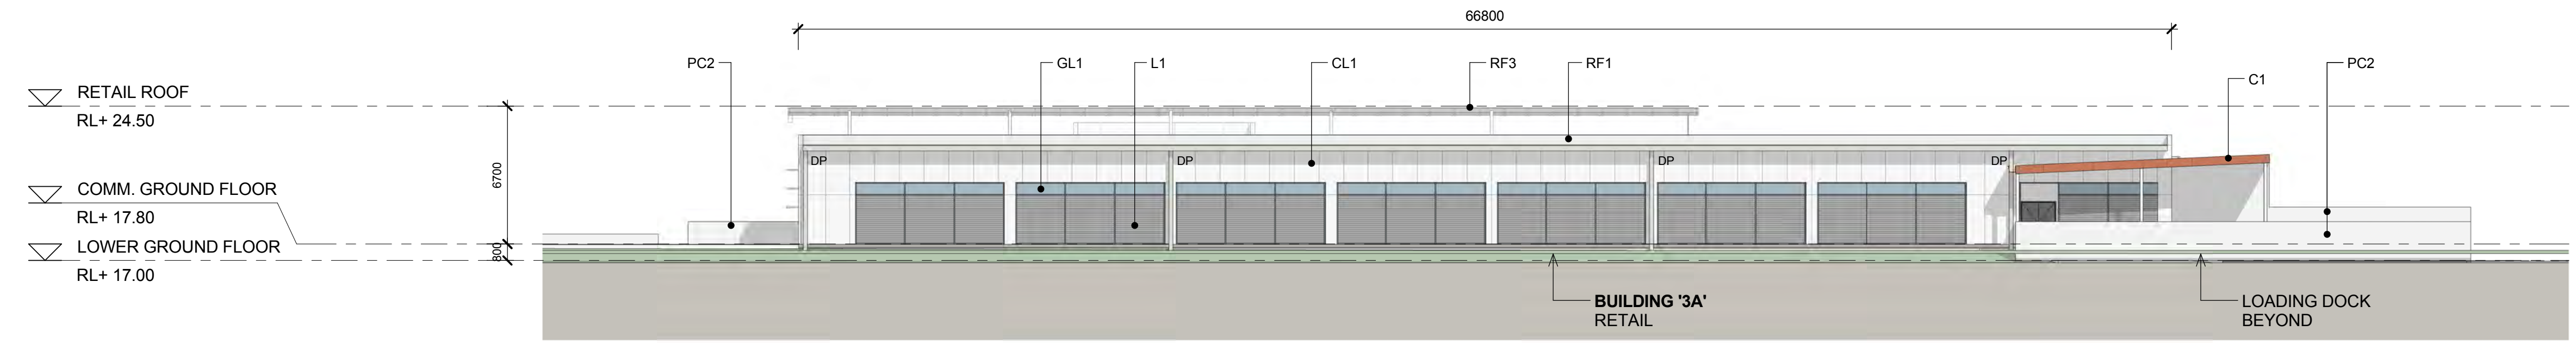 66800
PC2
GL1
L1
CL1
RF3
RF1
C1
PC2
RETAIL ROOF
RL+ 24.50
6700
DP
DP
DP
DP
COMM. GROUND FLOOR
RL+ 17.80
LOWER GROUND FLOOR
800
RL+ 17.00
BUILDING '3A'
RETAIL
LOADING DOCK
BEYOND